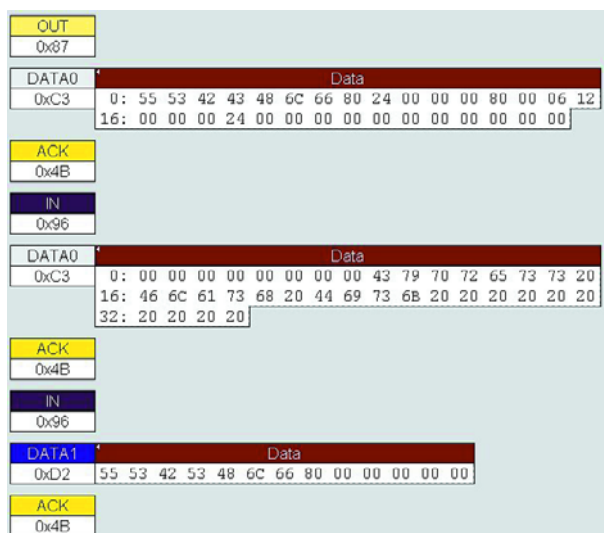 OUT
0x87
DATA0 Data
0xC3 0: 55 53 42 43 48 6C 66 80 24 00 00 00 80 00 06 12
16: 00 00 00 24 00 00 00 00 00 00 00 00 00 00 00
ACK
0x4B
IN
0x96
DATA0 Data
0xC3 0: 00 00 00 00 00 00 00 00 43 79 70 72 65 73 73 20
16: 46 6C 61 73 68 20 44 69 73 6B 20 20 20 20 20 20
32: 20 20 20 20
ACK
0x4B
IN
0x96
DATA1 Data
0xD2 55 53 42 53 48 6C 66 80 00 00 00 00 00
ACK
0x4B